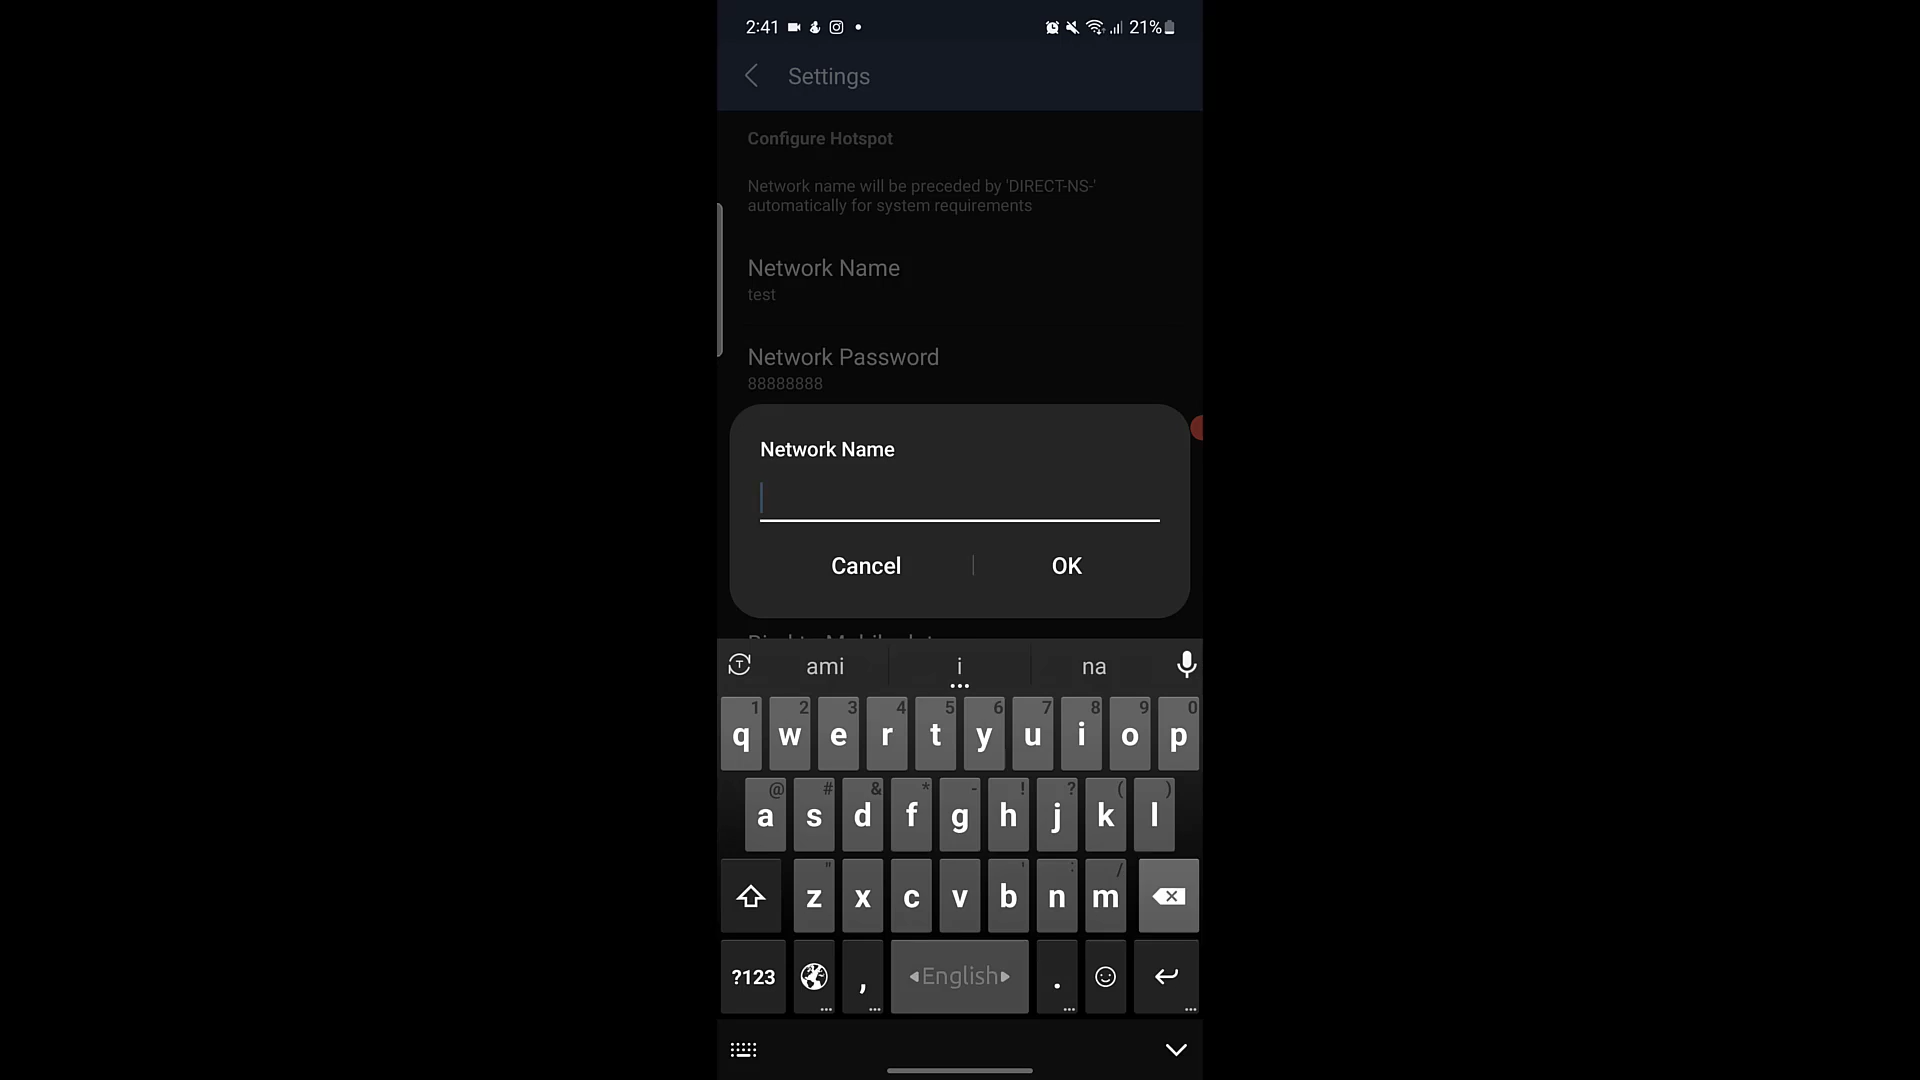 2:41 21%
Settings
Configure Hotspot
Network name will be preceded by 'DIRECT-NS-'
automatically for system requirements
Network Name
test
Network Password
88888888
Network Name
Cancel OK
ami i na
1 2 3 4 5 6 7 8 9 0
q w e r t y u i o p
@ # & * - ! ? ( )
a s d f g h j k l
" ' : /
z x c v b n m
?123 , English .